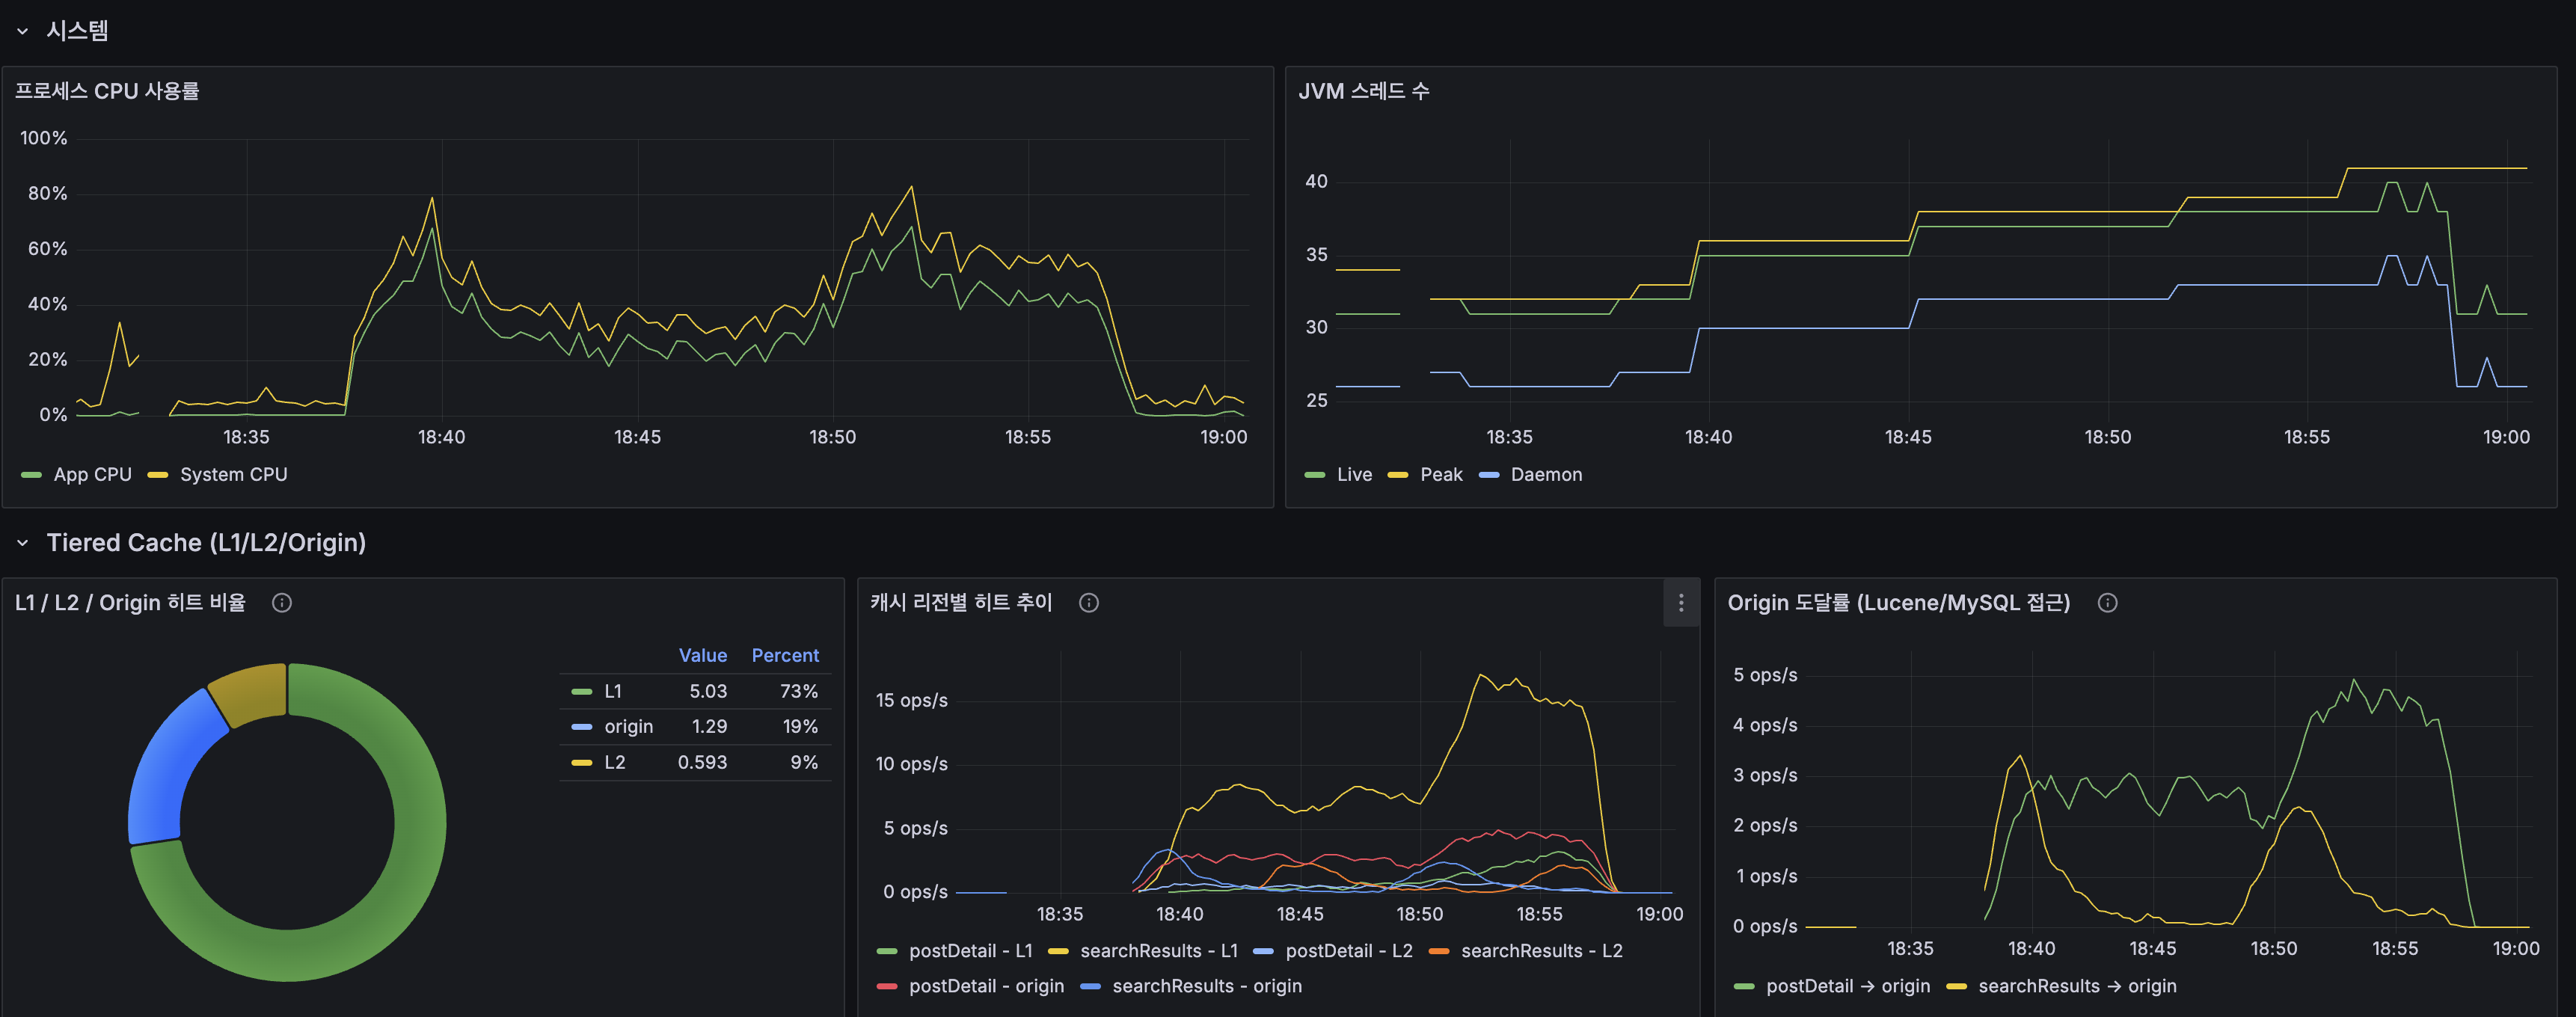 시스템
프로세스 CPU 사용률
100%
80%
60%
40%
20%
0%
18:35 18:40 18:45 18:50 18:55 19:00
App CPU System CPU
JVM 스레드 수
40
35
30
25
18:35 18:40 18:45 18:50 18:55 19:00
Live Peak Daemon
Tiered Cache (L1/L2/Origin)
L1 / L2 / Origin 히트 비율
Value Percent
L1 5.03 73%
origin 1.29 19%
L2 0.593 9%
캐시 리전별 히트 추이
15 ops/s
10 ops/s
5 ops/s
0 ops/s
18:35 18:40 18:45 18:50 18:55 19:00
postDetail - L1 searchResults - L1 postDetail - L2 searchResults - L2
postDetail - origin searchResults - origin
Origin 도달률 (Lucene/MySQL 접근)
5 ops/s
4 ops/s
3 ops/s
2 ops/s
1 ops/s
0 ops/s
18:35 18:40 18:45 18:50 18:55 19:00
postDetail → origin searchResults → origin